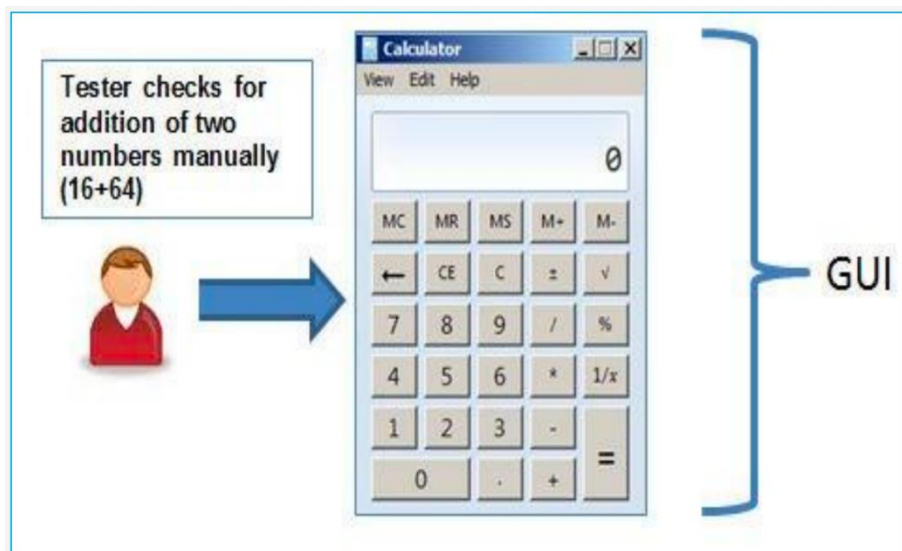 Tester checks for
addition of two
numbers manually
(16+64)
Calculator
View Edit Help
0
MC MR MS M+ M-
← CE C ± √
7 8 9 / %
4 5 6 * 1/x
1 2 3 -
=
0 . +
GUI